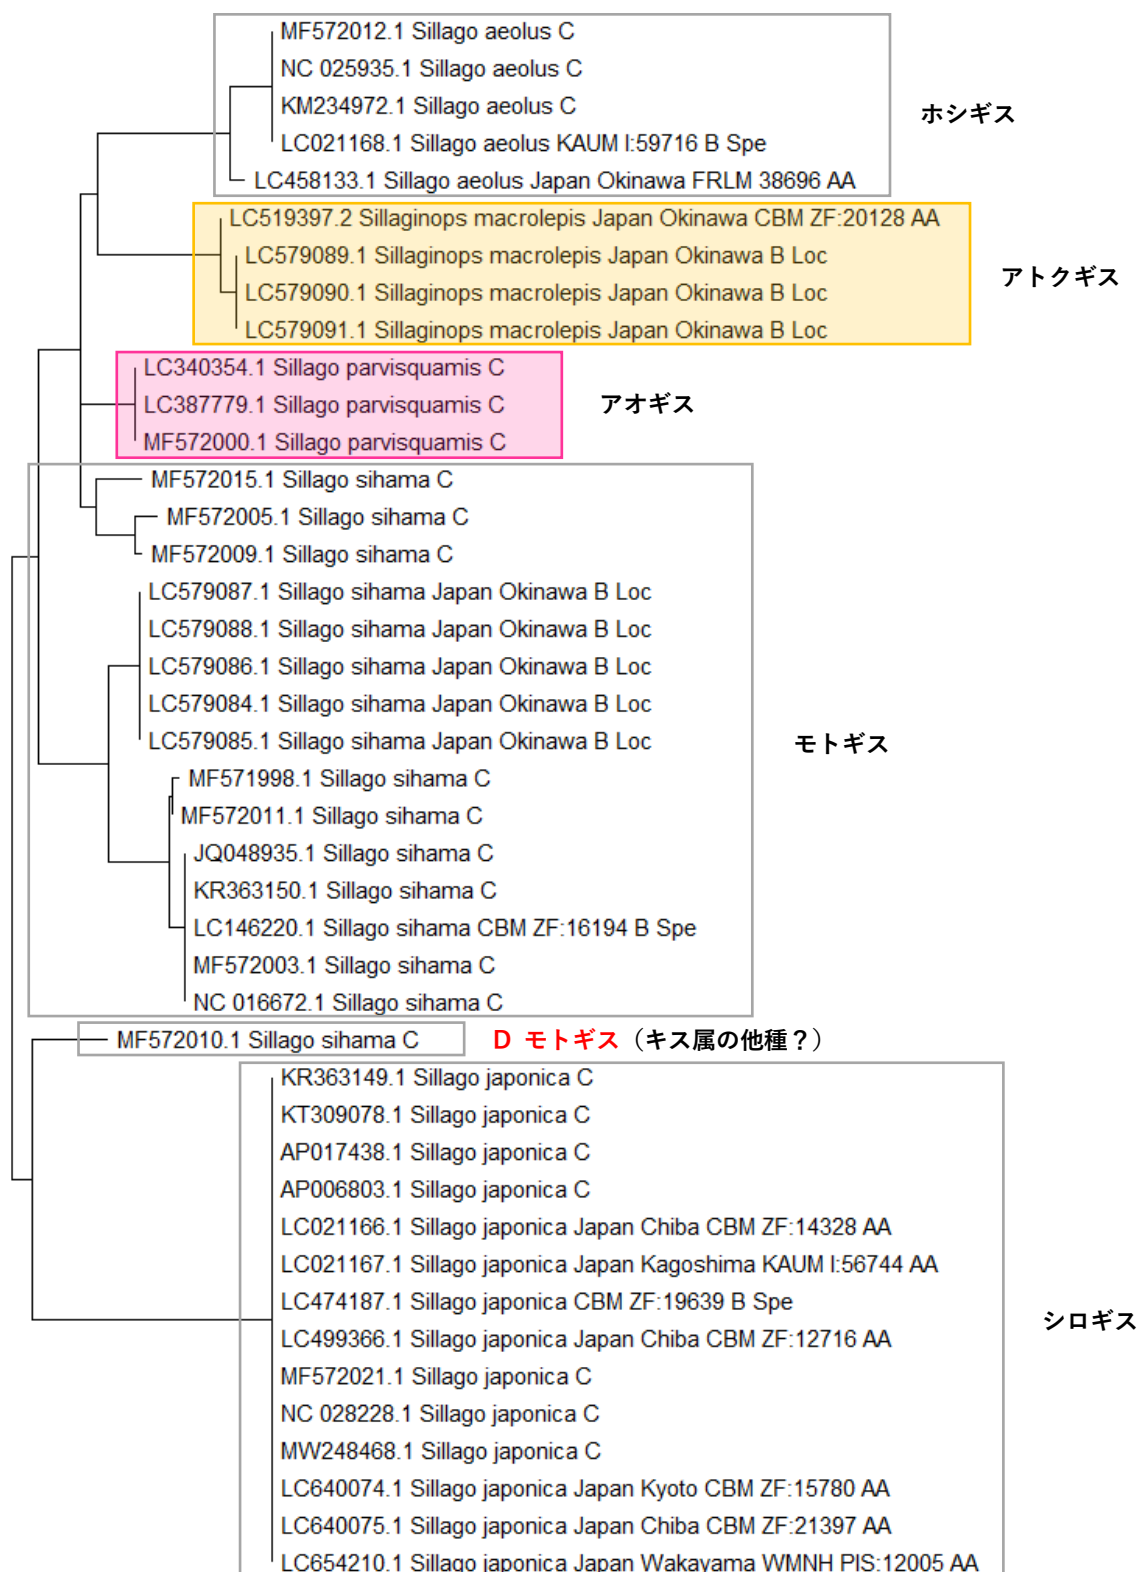 MF572012.1 Sillago aeolus C
NC 025935.1 Sillago aeolus C
KM234972.1 Sillago aeolus C
ホシギス
LC021168.1 Sillago aeolus KAUM I:59716 B Spe
LC458133.1 Sillago aeolus Japan Okinawa FRLM 38696 AA
LC519397.2 Sillaginops macrolepis Japan Okinawa CBM ZF:20128 AA
LC579089.1 Sillaginops macrolepis Japan Okinawa B Loc
アトクギス
LC579090.1 Sillaginops macrolepis Japan Okinawa B Loc
LC579091.1 Sillaginops macrolepis Japan Okinawa B Loc
LC340354.1 Sillago parvisquamis C
LC387779.1 Sillago parvisquamis C
アオギス
MF572000.1 Sillago parvisquamis C
MF572015.1 Sillago sihama C
MF572005.1 Sillago sihama C
MF572009.1 Sillago sihama C
LC579087.1 Sillago sihama Japan Okinawa B Loc
LC579088.1 Sillago sihama Japan Okinawa B Loc
LC579086.1 Sillago sihama Japan Okinawa B Loc
LC579084.1 Sillago sihama Japan Okinawa B Loc
LC579085.1 Sillago sihama Japan Okinawa B Loc
モトギス
MF571998.1 Sillago sihama C
MF572011.1 Sillago sihama C
JQ048935.1 Sillago sihama C
KR363150.1 Sillago sihama C
LC146220.1 Sillago sihama CBM ZF:16194 B Spe
MF572003.1 Sillago sihama C
NC 016672.1 Sillago sihama C
MF572010.1 Sillago sihama C
D モトギス（キス属の他種？）
KR363149.1 Sillago japonica C
KT309078.1 Sillago japonica C
AP017438.1 Sillago japonica C
AP006803.1 Sillago japonica C
LC021166.1 Sillago japonica Japan Chiba CBM ZF:14328 AA
LC021167.1 Sillago japonica Japan Kagoshima KAUM I:56744 AA
LC474187.1 Sillago japonica CBM ZF:19639 B Spe
シロギス
LC499366.1 Sillago japonica Japan Chiba CBM ZF:12716 AA
MF572021.1 Sillago japonica C
NC 028228.1 Sillago japonica C
MW248468.1 Sillago japonica C
LC640074.1 Sillago japonica Japan Kyoto CBM ZF:15780 AA
LC640075.1 Sillago japonica Japan Chiba CBM ZF:21397 AA
LC654210.1 Sillago japonica Japan Wakayama WMNH PIS:12005 AA